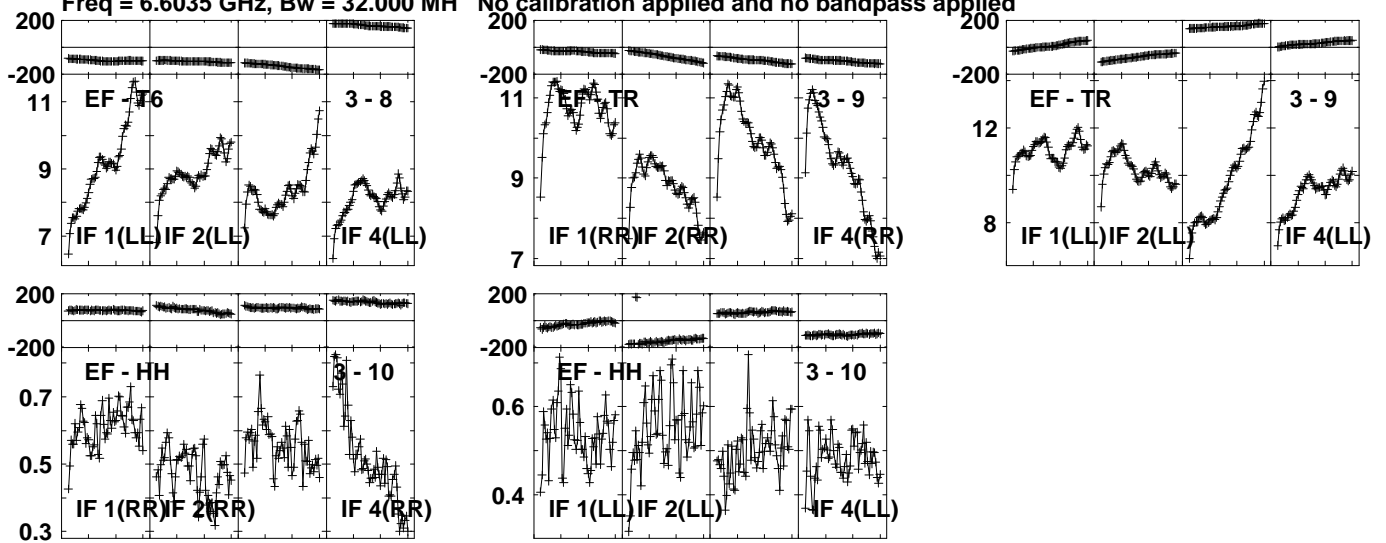 Freq = 6.6035 GHz, Bw = 32.000 MH No calibration applied and no bandpass applied
200
-200
11
9
7
EF - T6 3 - 8
IF 1(LL) IF 2(LL) IF 4(LL)
11
9
7
EF - TR 3 - 9
IF 1(RR) IF 2(RR) IF 4(RR)
200
-200
12
8
EF - TR 3 - 9
IF 1(LL) IF 2(LL) IF 4(LL)
200
-200
0.7
0.5
0.3
EF - HH 3 - 10
IF 1(RR) IF 2(RR) IF 4(RR)
200
-200
0.6
0.4
EF - HH 3 - 10
IF 1(LL) IF 2(LL) IF 4(LL)
200
-200